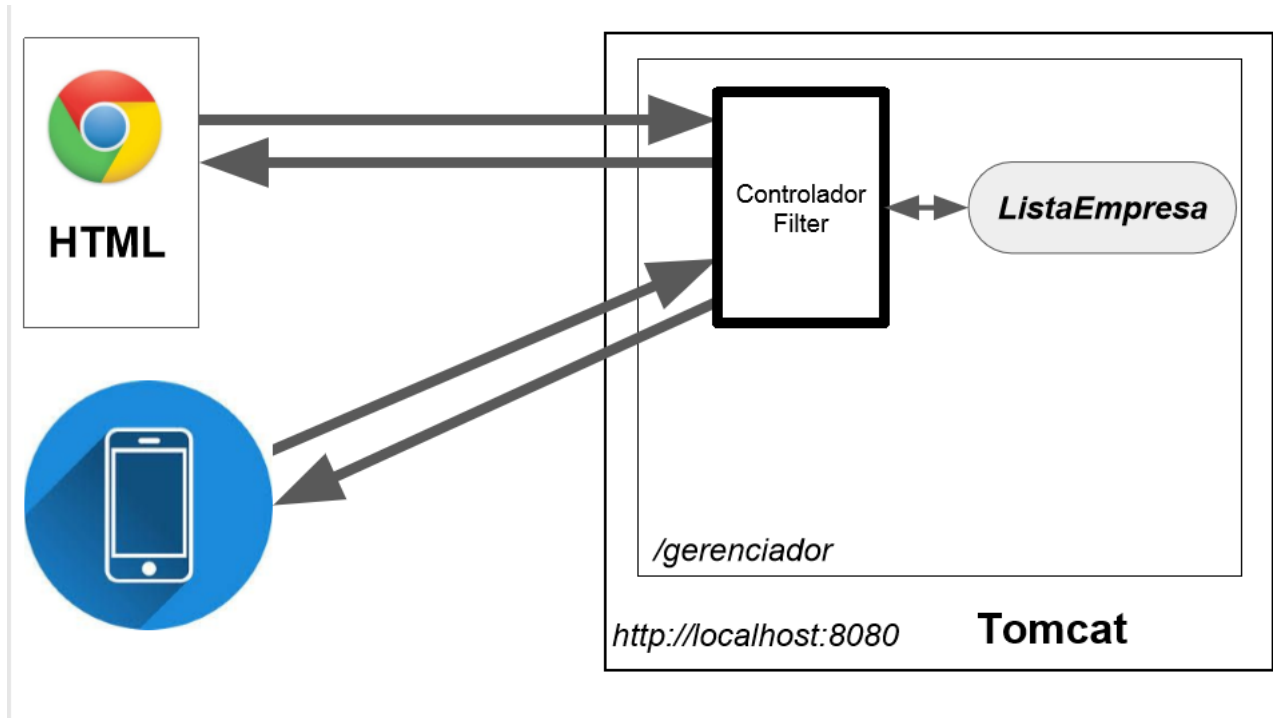 HTML
Controlador
Filter
ListaEmpresa
/gerenciador
http://localhost:8080
Tomcat